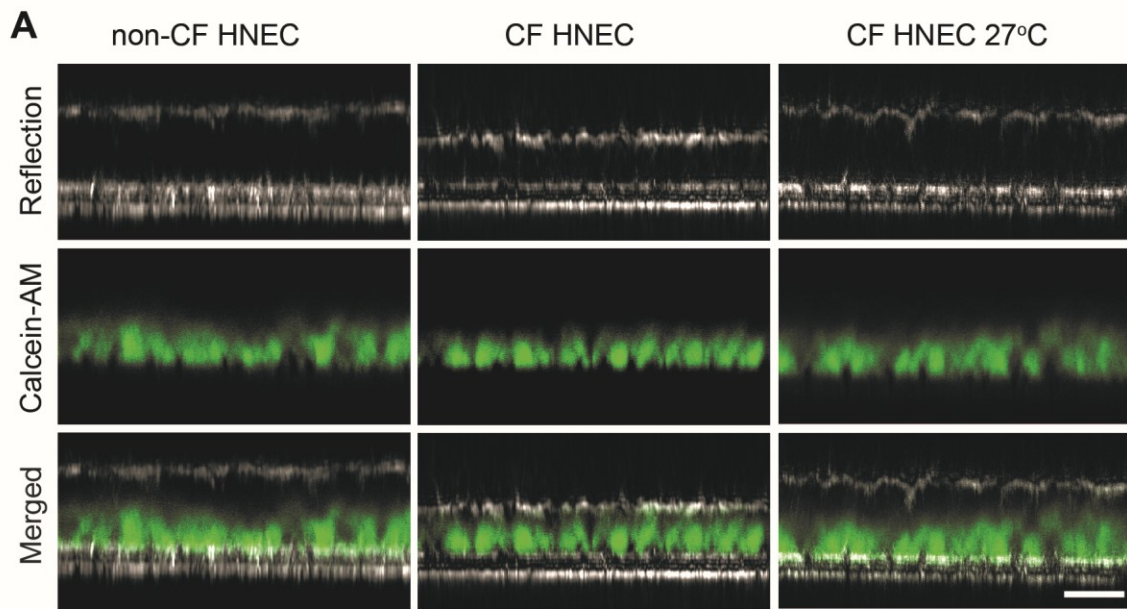 A
non-CF HNEC
CF HNEC
CF HNEC 27°C
Reflection
Calcein-AM
Merged